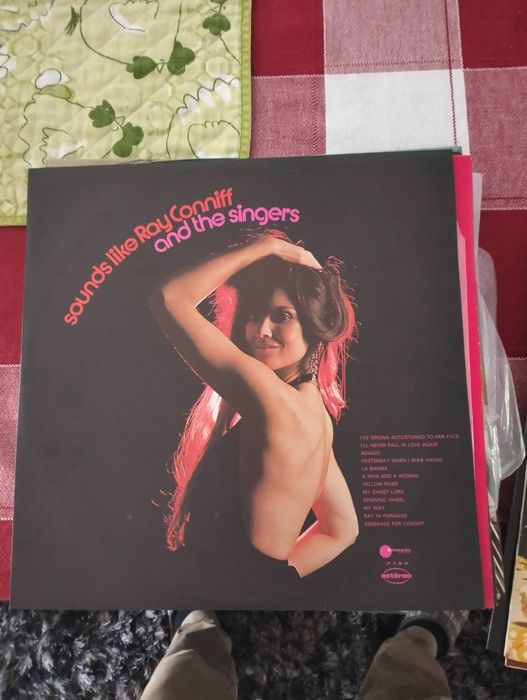 sounds like Ray Conniff
and the singers
I'VE GROWN ACCUSTOMED TO HER FACE
I'LL NEVER FALL IN LOVE AGAIN
ADAGIO
YESTERDAY WHEN I WAS YOUNG
LA BAMBA
A MAN AND A WOMAN
YELLOW RIVER
MY SWEET LORD
SPINNING WHEEL
MY WAY
RAY IN PARADISE
SERENADE FOR CONNIFF
Alvorada
estéreo